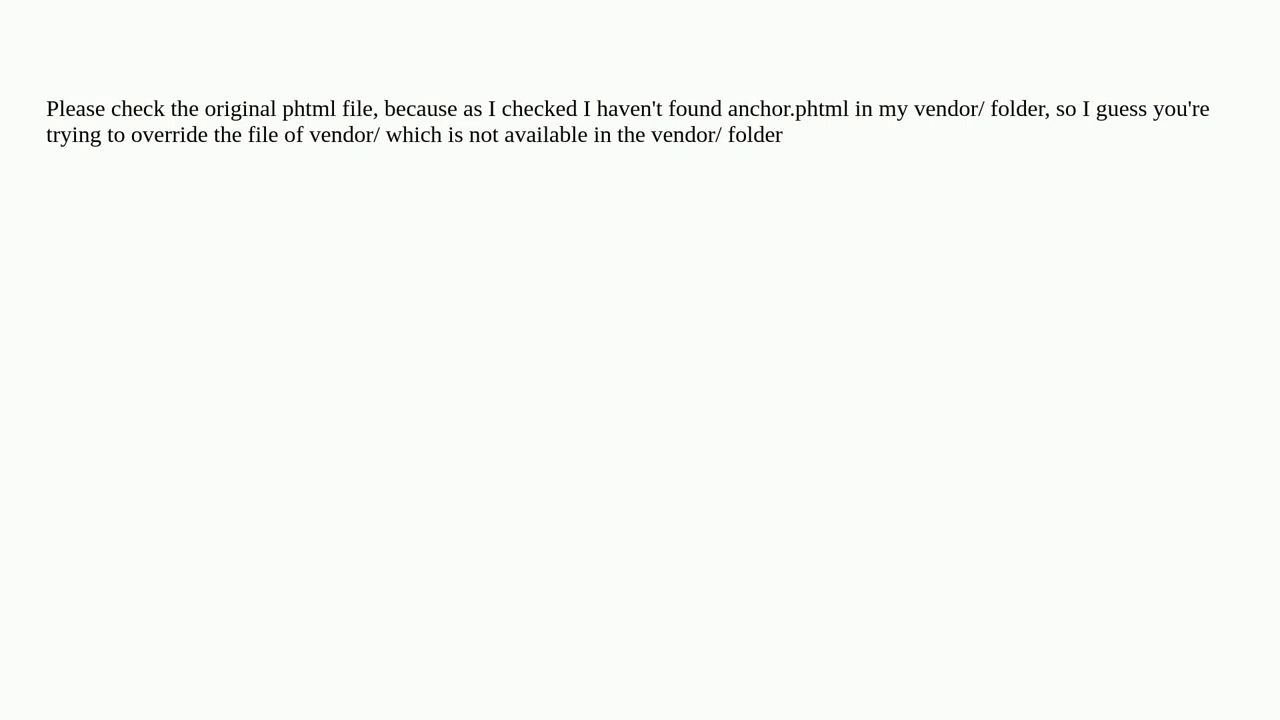 Please check the original phtml file, because as I checked I haven't found anchor.phtml in my vendor/ folder, so I guess you're
trying to override the file of vendor/ which is not available in the vendor/ folder